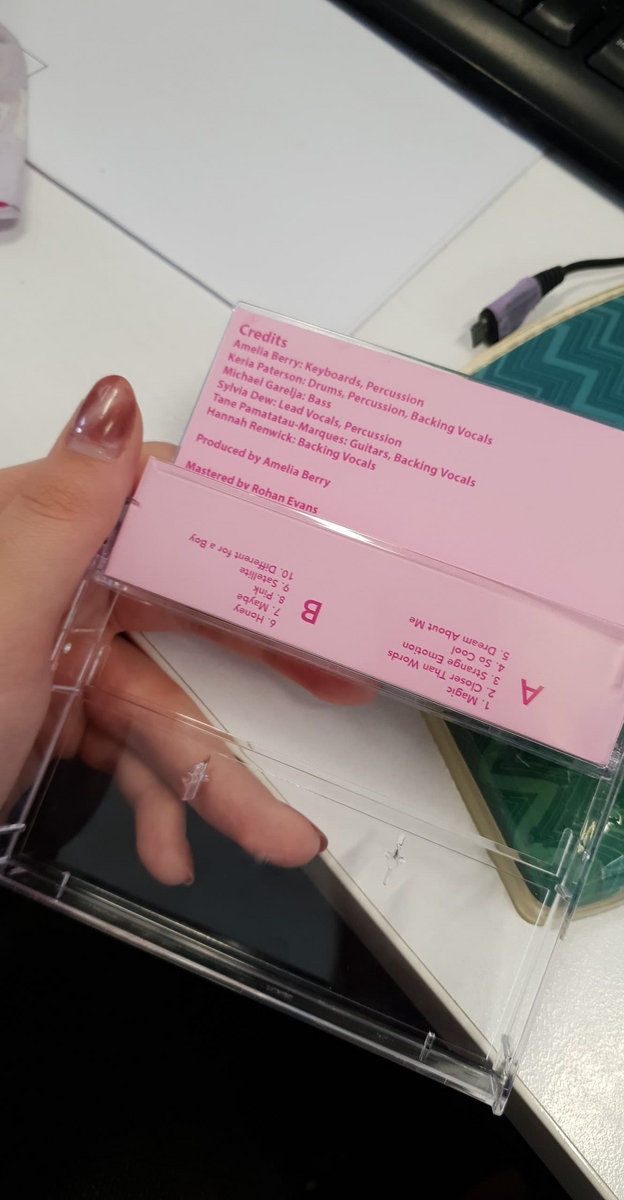 Credits
Amelia Berry: Keyboards, Percussion
Keria Paterson: Drums, Percussion, Backing Vocals
Michael Garelja: Bass
Sylvia Dew: Lead Vocals, Percussion
Tane Pamatatau-Marques: Guitars, Backing Vocals
Hannah Renwick: Backing Vocals
Produced by Amelia Berry
Mastered by Rohan Evans
A
1. Magic
2. Closer Than Words
3. Strange Emotion
4. So Cool
5. Dream About Me
B
6. Honey
7. Maybe
8. Pink
9. Satellite
10. Different for a Boy